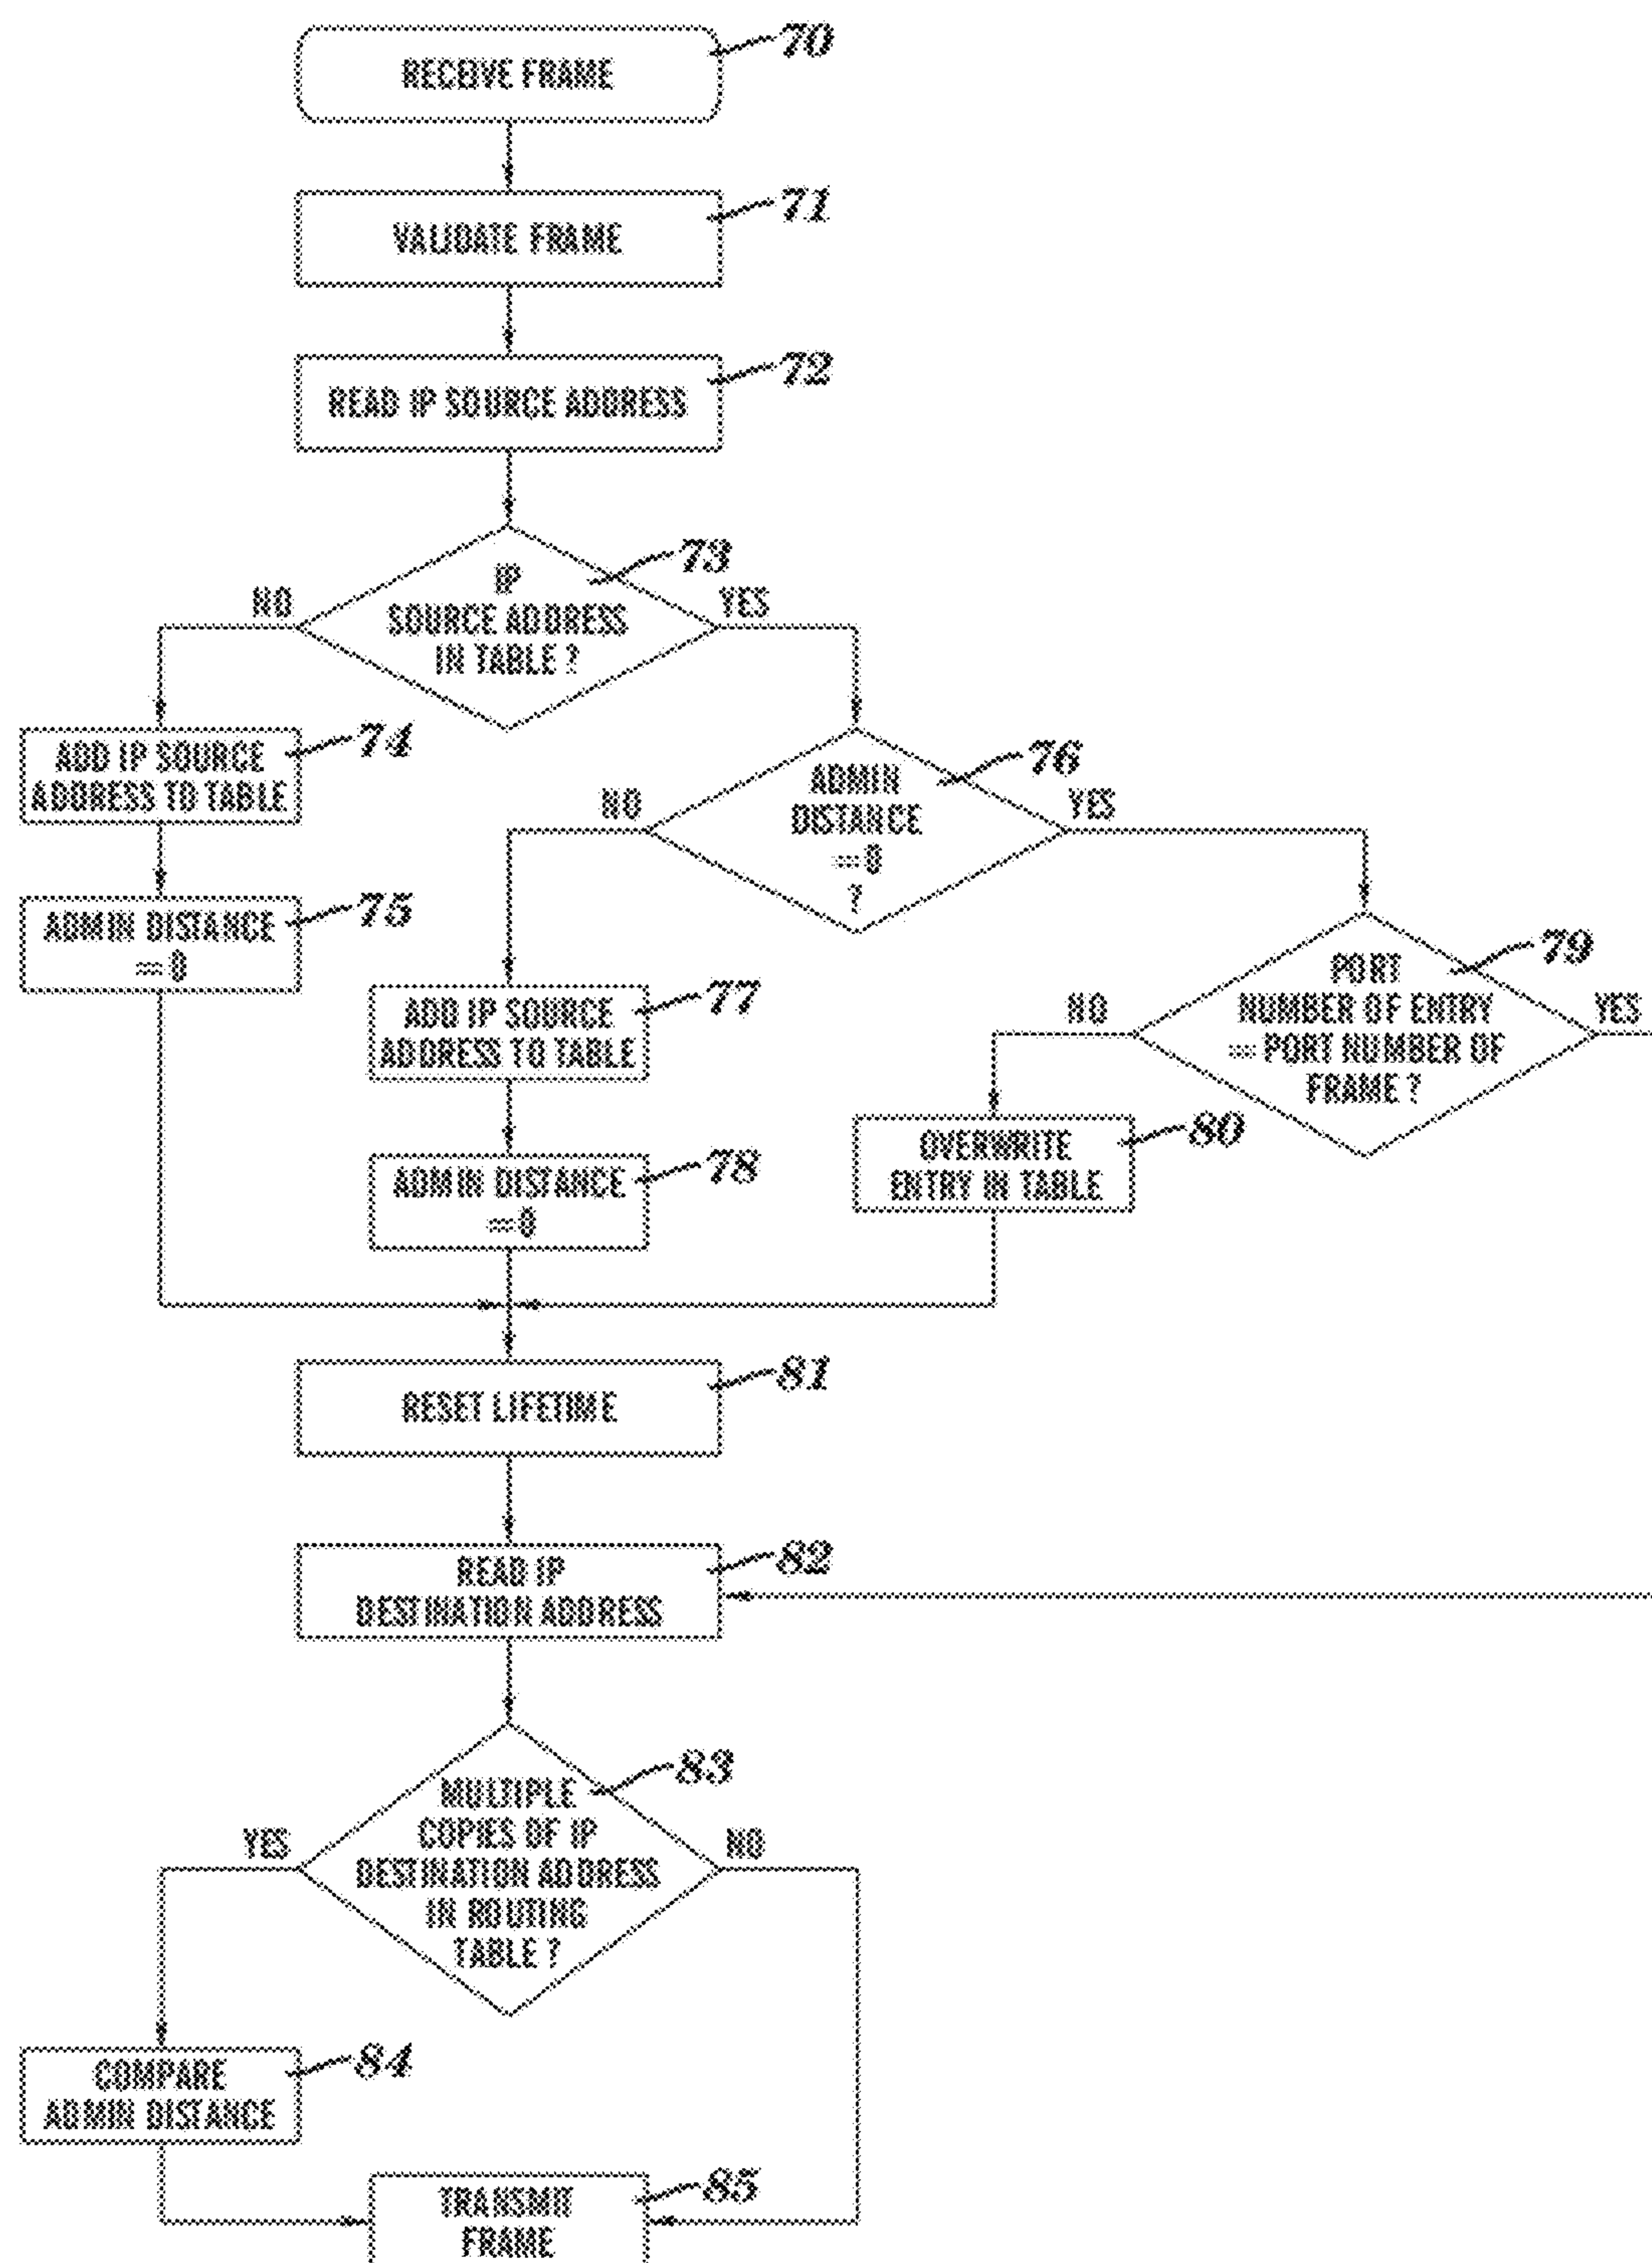 RECEIVE FRAME
70
VALIDATE FRAME
71
READ IP SOURCE ADDRESS
72
IP
SOURCE ADDRESS
IN TABLE ?
73
NO
YES
ADD IP SOURCE
ADDRESS TO TABLE
74
ADMIN DISTANCE
= 0
75
ADMIN
DISTANCE
= 0
?
76
NO
YES
ADD IP SOURCE
ADDRESS TO TABLE
77
ADMIN DISTANCE
= 0
78
PORT
NUMBER OF ENTRY
= PORT NUMBER OF
FRAME ?
79
NO
YES
OVERWRITE
ENTRY IN TABLE
80
RESET LIFETIME
81
READ IP
DESTINATION ADDRESS
82
MULTIPLE
COPIES OF IP
DESTINATION ADDRESS
IN ROUTING
TABLE ?
83
YES
NO
COMPARE
ADMIN DISTANCE
84
TRANSMIT
FRAME
85